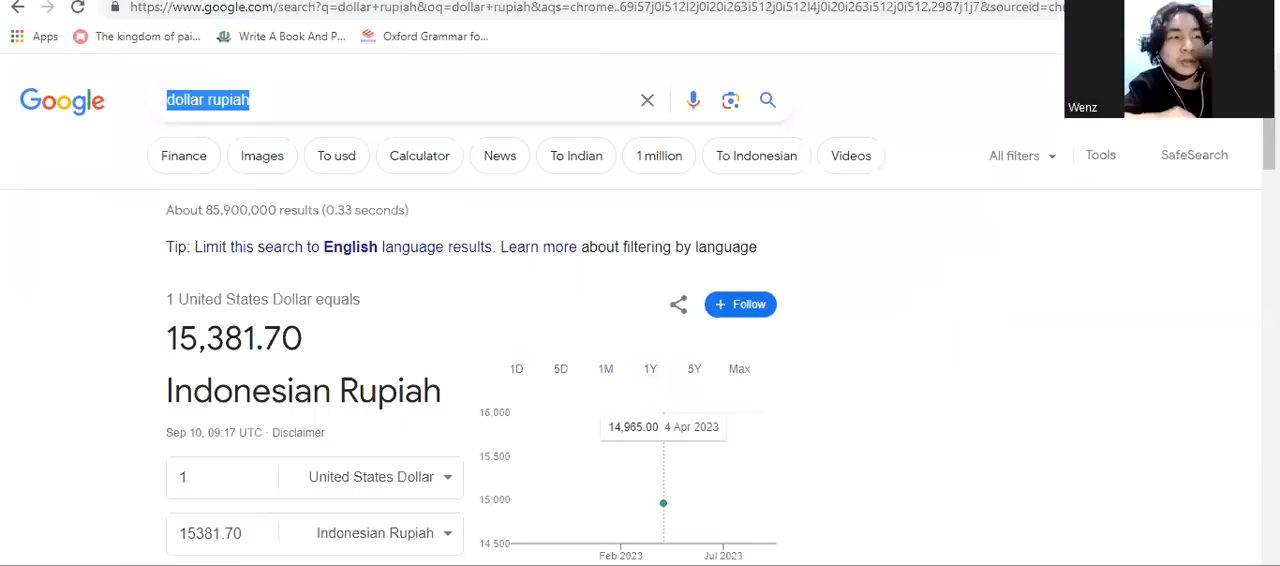 https://www.google.com/search?q=dollar+rupiah&oq=dollar+rupiah&aqs=chrome..69i57j0i512l2j0i20i263i512j0i512l4j0i20i263i512j0i512.2987j1j7&sourceid=chr
Apps The kingdom of pai... Write A Book And P... Oxford Grammar fo...
Wenz
Google dollar rupiah
Finance Images To usd Calculator News To Indian 1 million To Indonesian Videos All filters Tools SafeSearch
About 85,900,000 results (0.33 seconds)
Tip: Limit this search to English language results. Learn more about filtering by language
1 United States Dollar equals
Follow
15,381.70
Indonesian Rupiah
Sep 10, 09:17 UTC · Disclaimer
1 United States Dollar
15381.70 Indonesian Rupiah
1D 5D 1M 1Y 5Y Max
16,000
14,965.00 4 Apr 2023
15,500
15,000
14,500
Feb 2023 Jul 2023